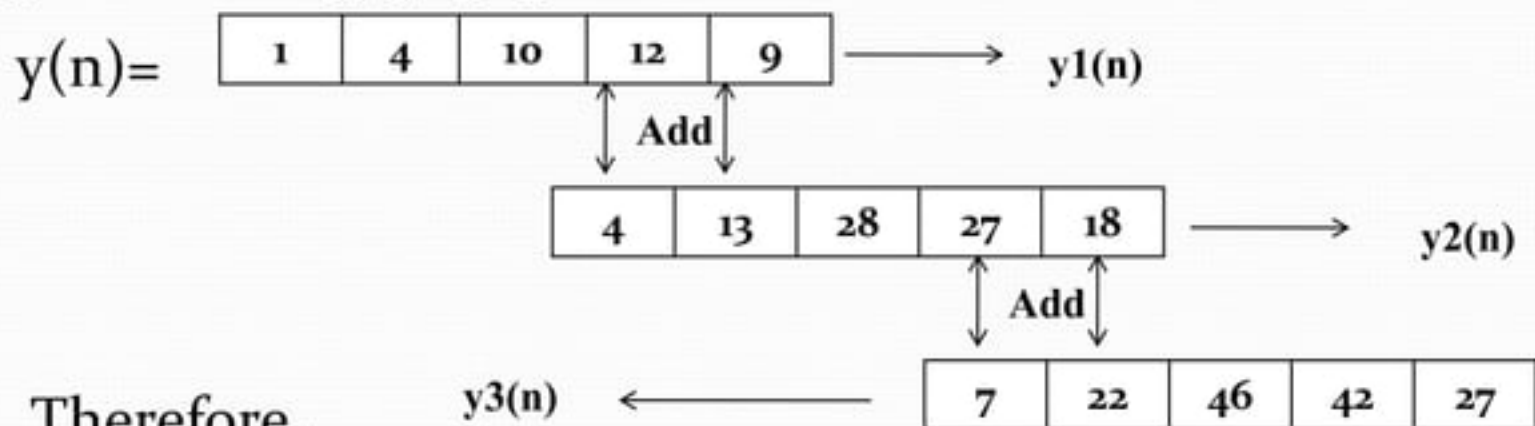 y(n)= 1 4 10 12 9 y1(n)
Add
4 13 28 27 18 y2(n)
Add
Therefore y3(n) 7 22 46 42 27